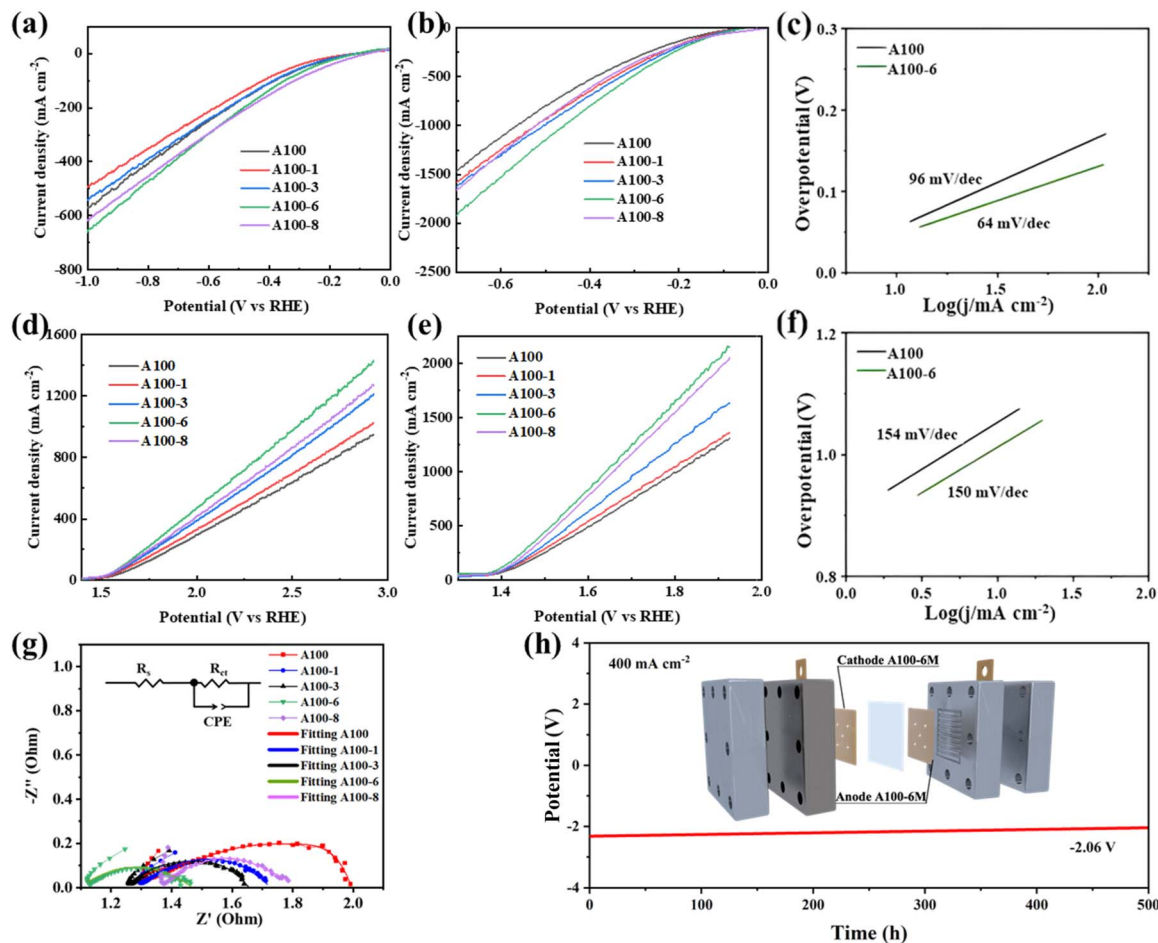 (a)
Current density (mA cm⁻²)
0
-200
-400
-600
-800
A100
A100-1
A100-3
A100-6
A100-8
-1.0
-0.8
-0.6
-0.4
-0.2
0.0
Potential (V vs RHE)
(b)
Current density (mA cm⁻²)
0
-500
-1000
-1500
-2000
-2500
A100
A100-1
A100-3
A100-6
A100-8
-0.6
-0.4
-0.2
-0.0
Potential (V vs RHE)
(c)
Overpotential (V)
0.3
0.2
0.1
0.0
A100
A100-6
96 mV/dec
64 mV/dec
1.0
1.5
2.0
Log(j/mA cm⁻²)
(d)
Current density (mA cm⁻²)
1600
1200
800
400
0
A100
A100-1
A100-3
A100-6
A100-8
1.5
2.0
2.5
3.0
Potential (V vs RHE)
(e)
Current density (mA cm⁻²)
2000
1500
1000
500
0
A100
A100-1
A100-3
A100-6
A100-8
1.4
1.6
1.8
2.0
Potential (V vs RHE)
(f)
Overpotential (V)
1.2
1.0
0.8
A100
A100-6
154 mV/dec
150 mV/dec
0.0
0.5
1.0
1.5
2.0
Log(j/mA cm⁻²)
(g)
-Z'' (Ohm)
1.0
0.8
0.6
0.4
0.2
0.0
Rs
Rct
CPE
A100
A100-1
A100-3
A100-6
A100-8
Fitting A100
Fitting A100-1
Fitting A100-3
Fitting A100-6
Fitting A100-8
1.2
1.4
1.6
1.8
2.0
Z' (Ohm)
(h)
Potential (V)
4
2
0
-2
-4
400 mA cm⁻²
Cathode A100-6M
Anode A100-6M
-2.06 V
0
100
200
300
400
500
Time (h)